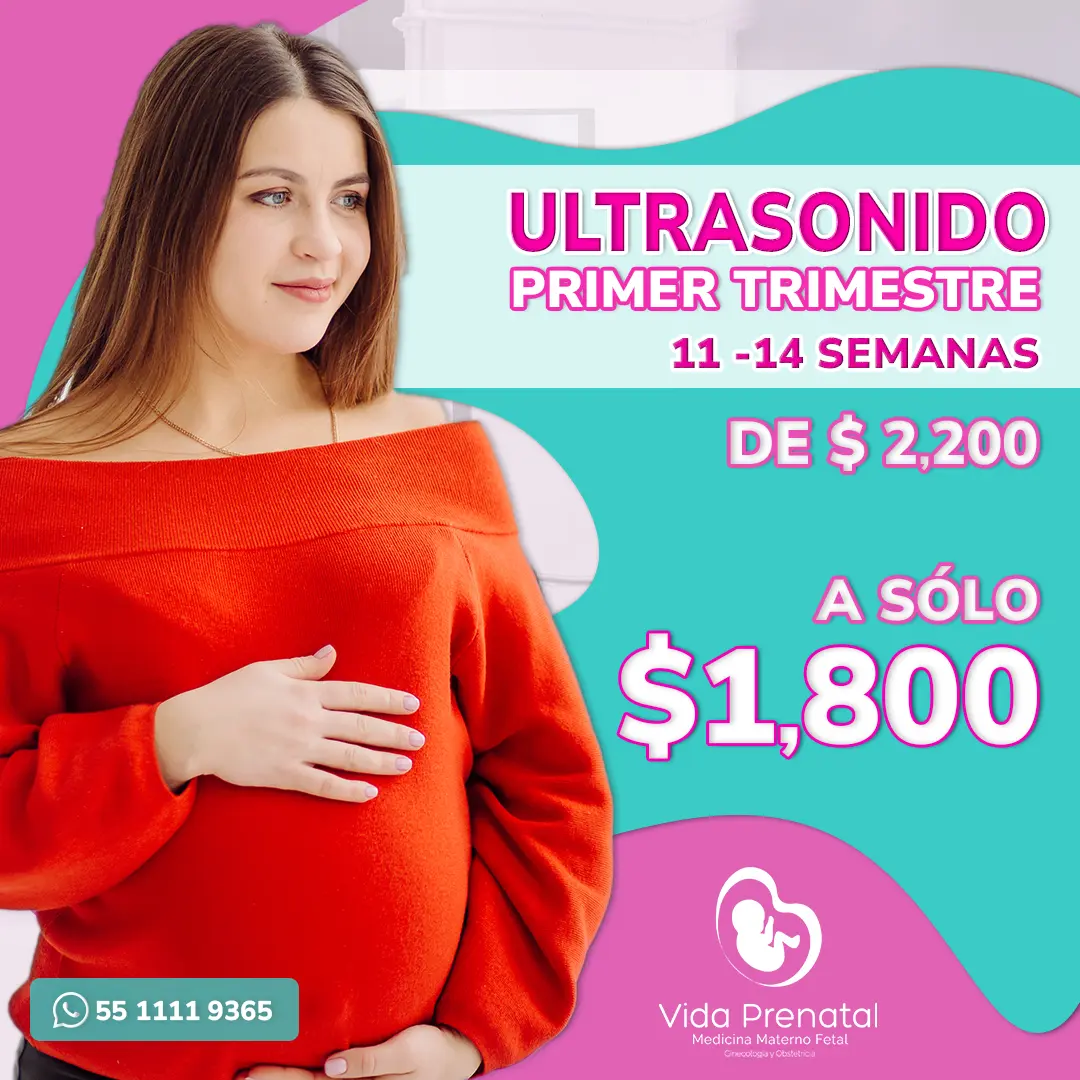 ULTRASONIDO
PRIMER TRIMESTRE
11 -14 SEMANAS
DE $ 2,200
A SÓLO
$1,800
55 1111 9365
Vida Prenatal
Medicina Materno Fetal
Ginecología y Obstetricia